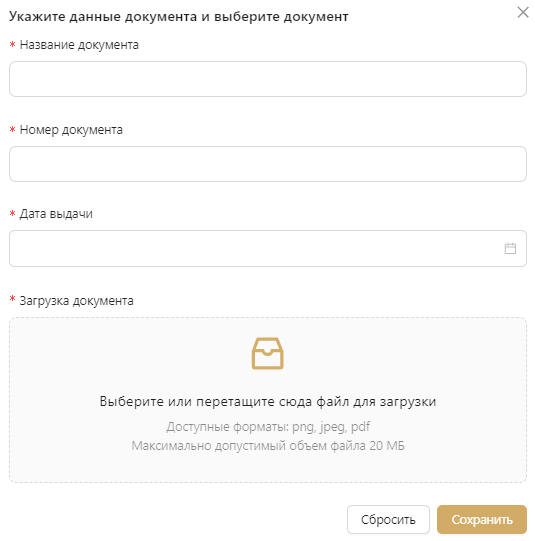 Укажите данные документа и выберите документ
* Название документа
* Номер документа
* Дата выдачи
* Загрузка документа
Выберите или перетащите сюда файл для загрузки
Доступные форматы: png, jpeg, pdf
Максимально допустимый объем файла 20 МБ
Сбросить
Сохранить